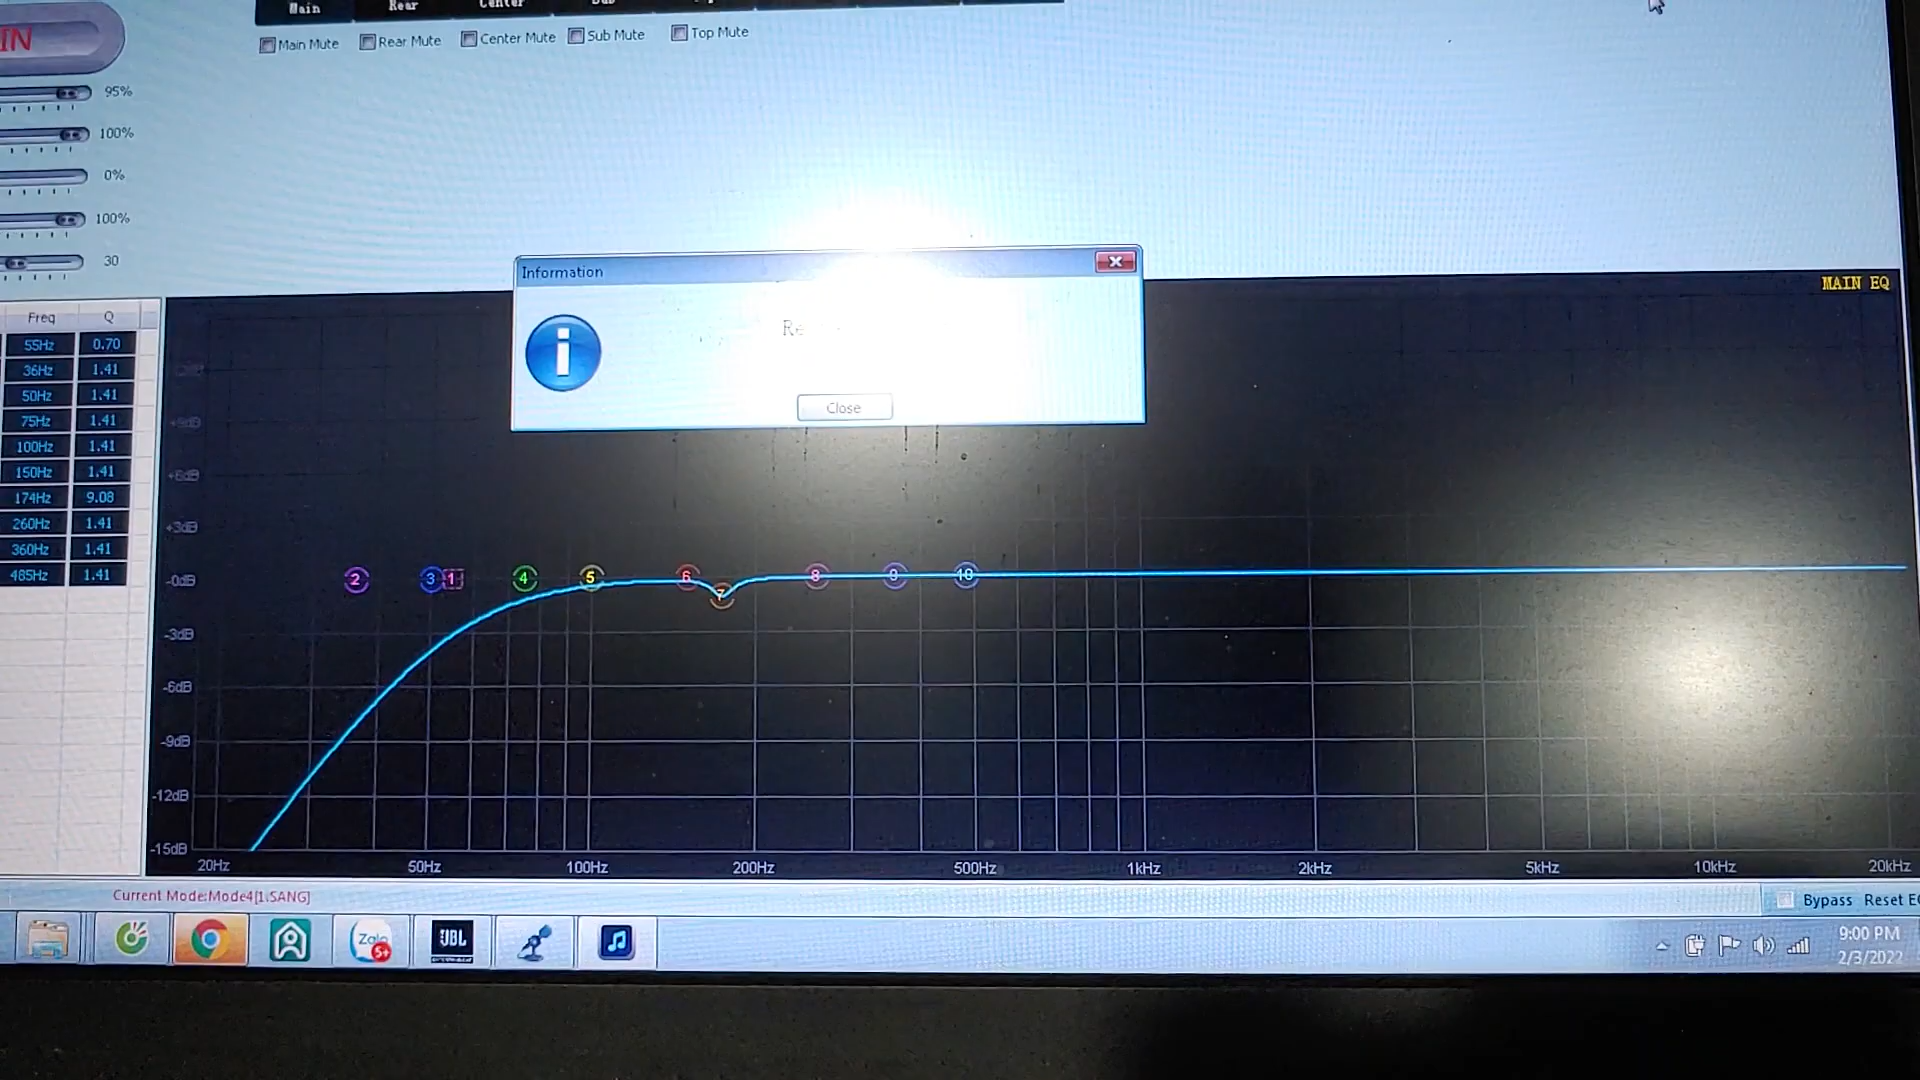 Main Rear Center Sub
Main Mute Rear Mute Center Mute Sub Mute Top Mute
IN
95%
100%
0%
100%
30
Information
Close
MAIN EQ
Freq Q
55Hz 0.70
36Hz 1.41
50Hz 1.41
75Hz 1.41
100Hz 1.41
150Hz 1.41
174Hz 9.08
260Hz 1.41
360Hz 1.41
485Hz 1.41
+9dB
+6dB
+3dB
-0dB
-3dB
-6dB
-9dB
-12dB
-15dB
2 3 1 4 5 6 7 8 9 10
20Hz 50Hz 100Hz 200Hz 500Hz 1kHz 2kHz 5kHz 10kHz 20kHz
Current Mode:Mode4[1.SANG]
Bypass Reset EQ
Zalo 5+
JBL
9:00 PM
2/3/2022